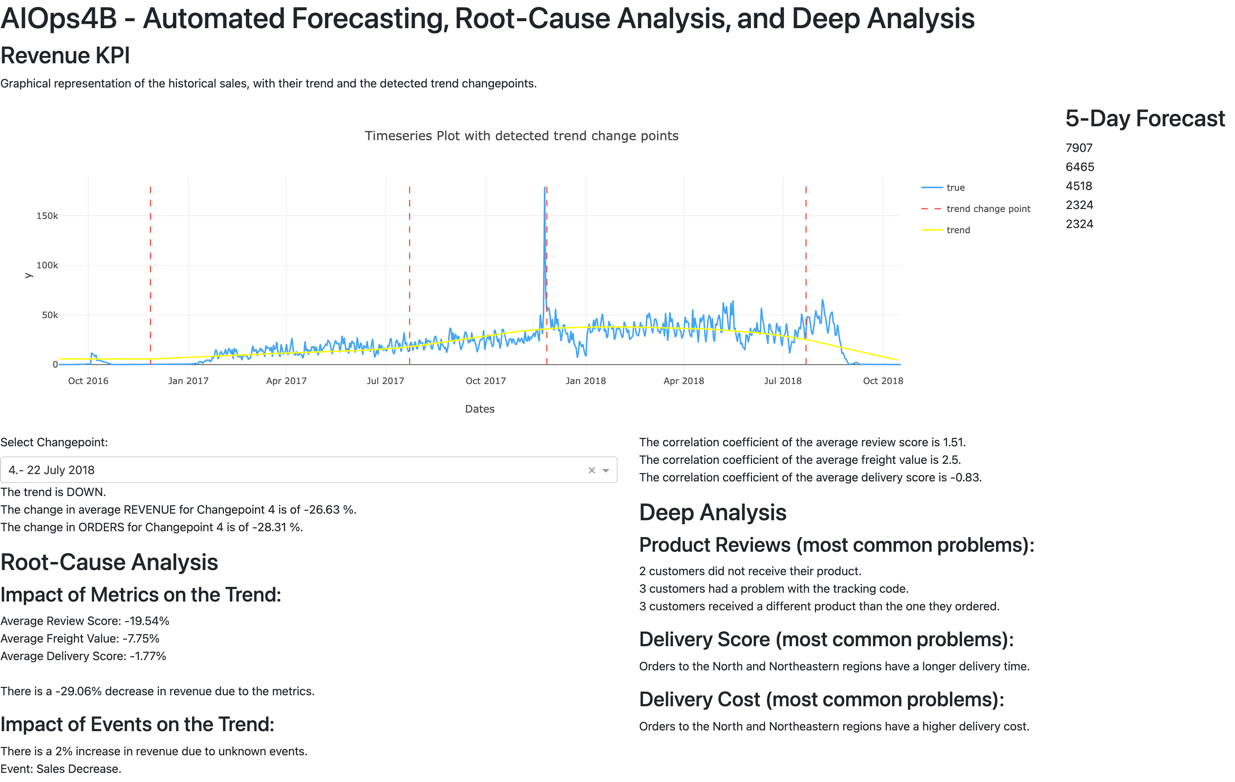 AIOps4B - Automated Forecasting, Root-Cause Analysis, and Deep Analysis
Revenue KPI
Graphical representation of the historical sales, with their trend and the detected trend changepoints.
Timeseries Plot with detected trend change points
150k
100k
50k
0
y
Oct 2016
Jan 2017
Apr 2017
Jul 2017
Oct 2017
Jan 2018
Apr 2018
Jul 2018
Oct 2018
Dates
true
trend change point
trend
5-Day Forecast
7907
6465
4518
2324
2324
Select Changepoint:
4.- 22 July 2018
The trend is DOWN.
The change in average REVENUE for Changepoint 4 is of -26.63 %.
The change in ORDERS for Changepoint 4 is of -28.31 %.
Root-Cause Analysis
Impact of Metrics on the Trend:
Average Review Score: -19.54%
Average Freight Value: -7.75%
Average Delivery Score: -1.77%
There is a -29.06% decrease in revenue due to the metrics.
Impact of Events on the Trend:
There is a 2% increase in revenue due to unknown events.
Event: Sales Decrease.
The correlation coefficient of the average review score is 1.51.
The correlation coefficient of the average freight value is 2.5.
The correlation coefficient of the average delivery score is -0.83.
Deep Analysis
Product Reviews (most common problems):
2 customers did not receive their product.
3 customers had a problem with the tracking code.
3 customers received a different product than the one they ordered.
Delivery Score (most common problems):
Orders to the North and Northeastern regions have a longer delivery time.
Delivery Cost (most common problems):
Orders to the North and Northeastern regions have a higher delivery cost.